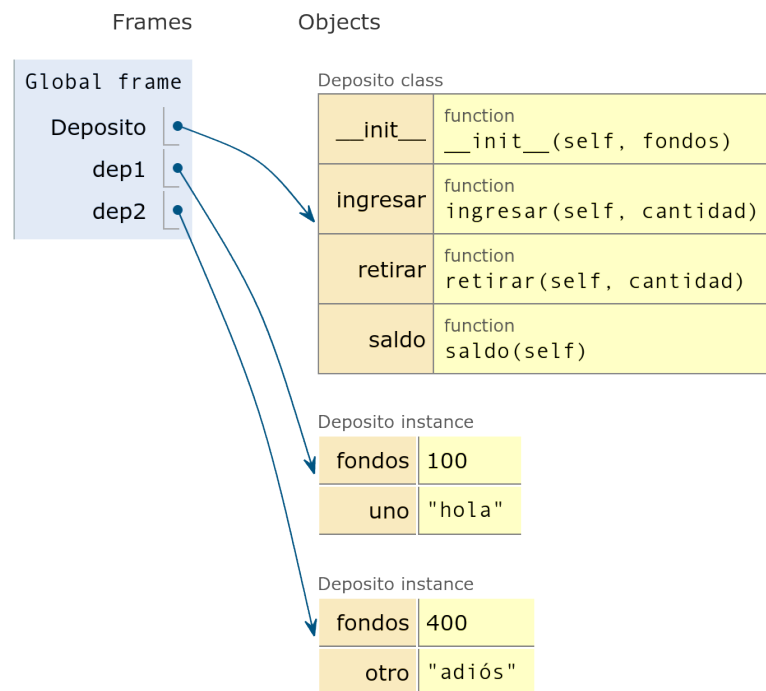 Frames Objects
Global frame
Deposito
dep1
dep2
Deposito class
__init__
function
__init__(self, fondos)
ingresar
function
ingresar(self, cantidad)
retirar
function
retirar(self, cantidad)
saldo
function
saldo(self)
Deposito instance
fondos 100
uno "hola"
Deposito instance
fondos 400
otro "adiós"